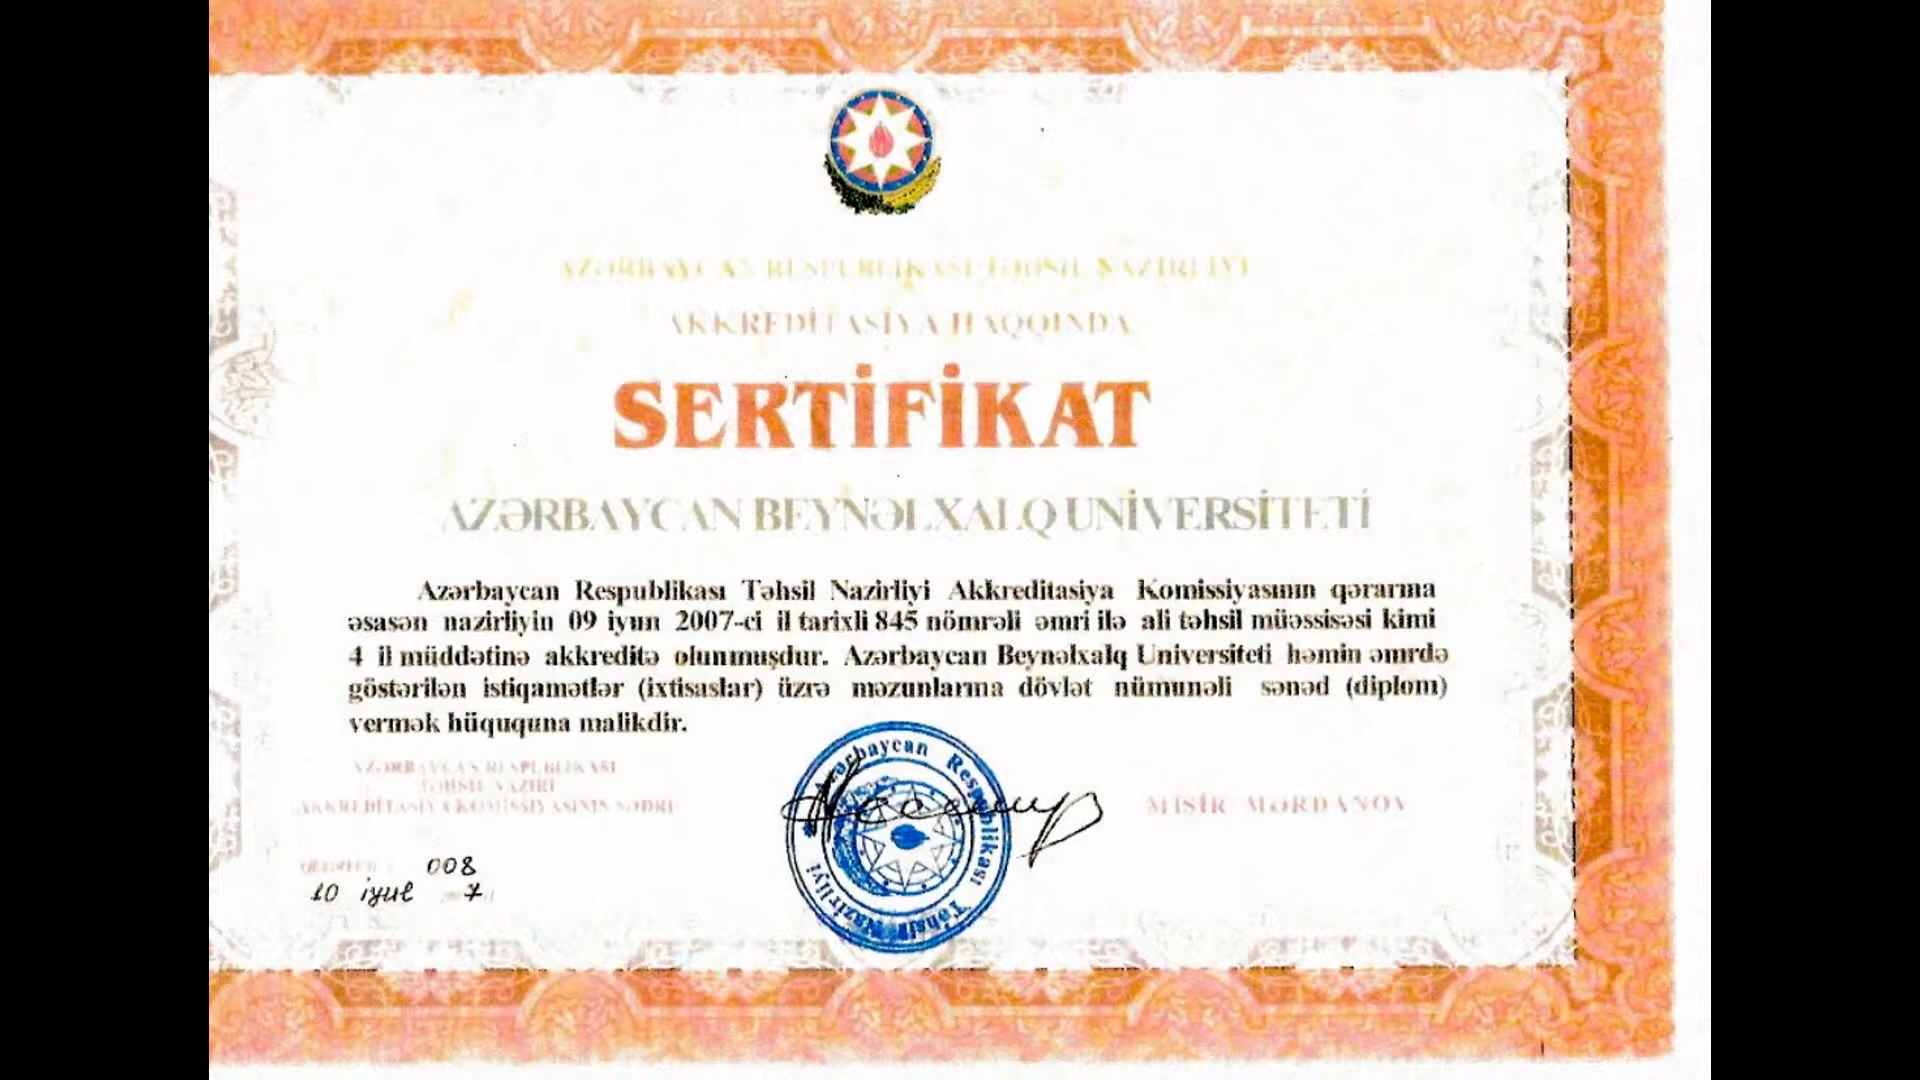 AZƏRBAYCAN RESPUBLİKASI TƏHSİL NAZİRLİYİ
AKKREDİTASİYA HAQQINDA
SERTİFİKAT
AZƏRBAYCAN BEYNƏLXALQ UNİVERSİTETİ
Azərbaycan Respublikası Təhsil Nazirliyi Akkreditasiya Komissiyasının qərarına
əsasən nazirliyin 09 iyun 2007-ci il tarixli 845 nömrəli əmri ilə ali təhsil müəssisəsi kimi
4 il müddətinə akkreditə olunmuşdur. Azərbaycan Beynəlxalq Universiteti həmin əmrdə
göstərilən istiqamətlər (ixtisaslar) üzrə məzunlarına dövlət nümunəli sənəd (diplom)
vermək hüququna malikdir.
AZƏRBAYCAN RESPUBLİKASI
TƏHSİL NAZİRİ
AKKREDİTASİYA KOMİSSİYASININ SƏDRİ
MİSİR MƏRDANOV
Azərbaycan Respublikası Təhsil Nazirliyi
008
10 iyul 7